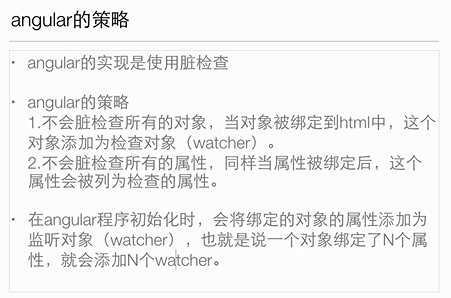 angular的策略
• angular的实现是使用脏检查
• angular的策略
1.不会脏检查所有的对象，当对象被绑定到html中，这个
对象添加为检查对象（watcher）。
2.不会脏检查所有的属性，同样当属性被绑定后，这个
属性会被列为检查的属性。
• 在angular程序初始化时，会将绑定的对象的属性添加为
监听对象（watcher），也就是说一个对象绑定了N个属
性，就会添加N个watcher。